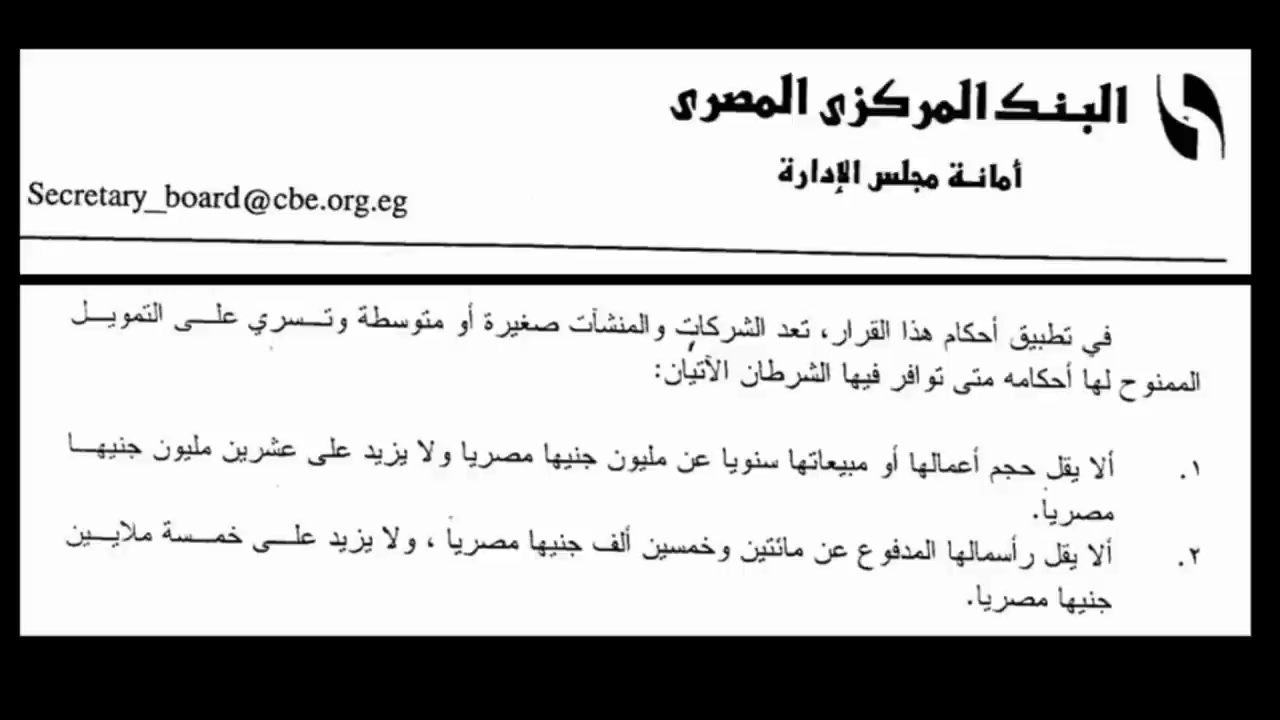 البنك المركزى المصرى
أمانة مجلس الإدارة
Secretary_board@cbe.org.eg
في تطبيق أحكام هذا القرار، تعد الشركات والمنشآت صغيرة أو متوسطة وتسري على التمويل
الممنوح لها أحكامه متى توافر فيها الشرطان الآتيان:
١. ألا يقل حجم أعمالها أو مبيعاتها سنويا عن مليون جنيها مصريا ولا يزيد على عشرين مليون جنيها
مصرياً.
٢. ألا يقل رأسمالها المدفوع عن مائتين وخمسين ألف جنيها مصرياً ، ولا يزيد على خمسة ملايين
جنيها مصريا.